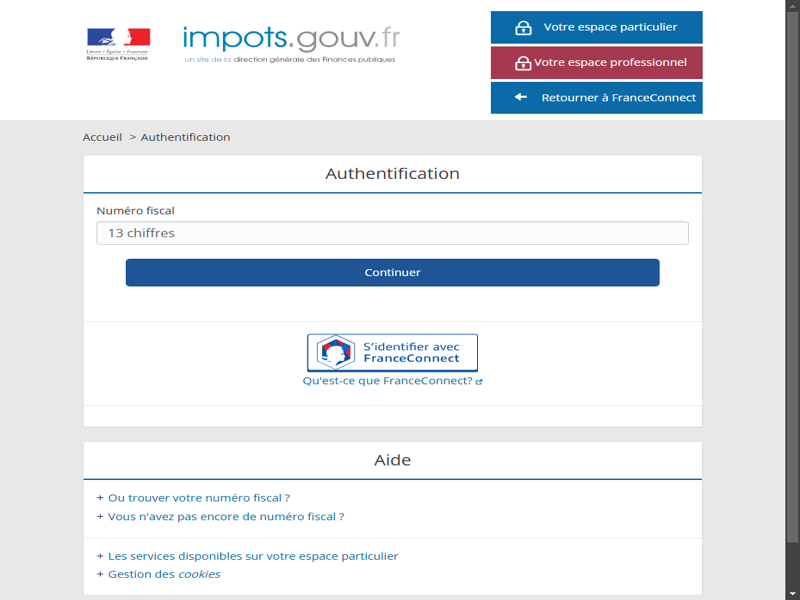 Liberté • Égalité • Fraternité
RÉPUBLIQUE FRANÇAISE
impots.gouv.fr
un site de la direction générale des Finances publiques
Votre espace particulier
Votre espace professionnel
Retourner à FranceConnect
Accueil > Authentification
Authentification
Numéro fiscal
13 chiffres
Continuer
S'identifier avec
FranceConnect
Qu'est-ce que FranceConnect?
Aide
+ Ou trouver votre numéro fiscal ?
+ Vous n'avez pas encore de numéro fiscal ?
+ Les services disponibles sur votre espace particulier
+ Gestion des cookies